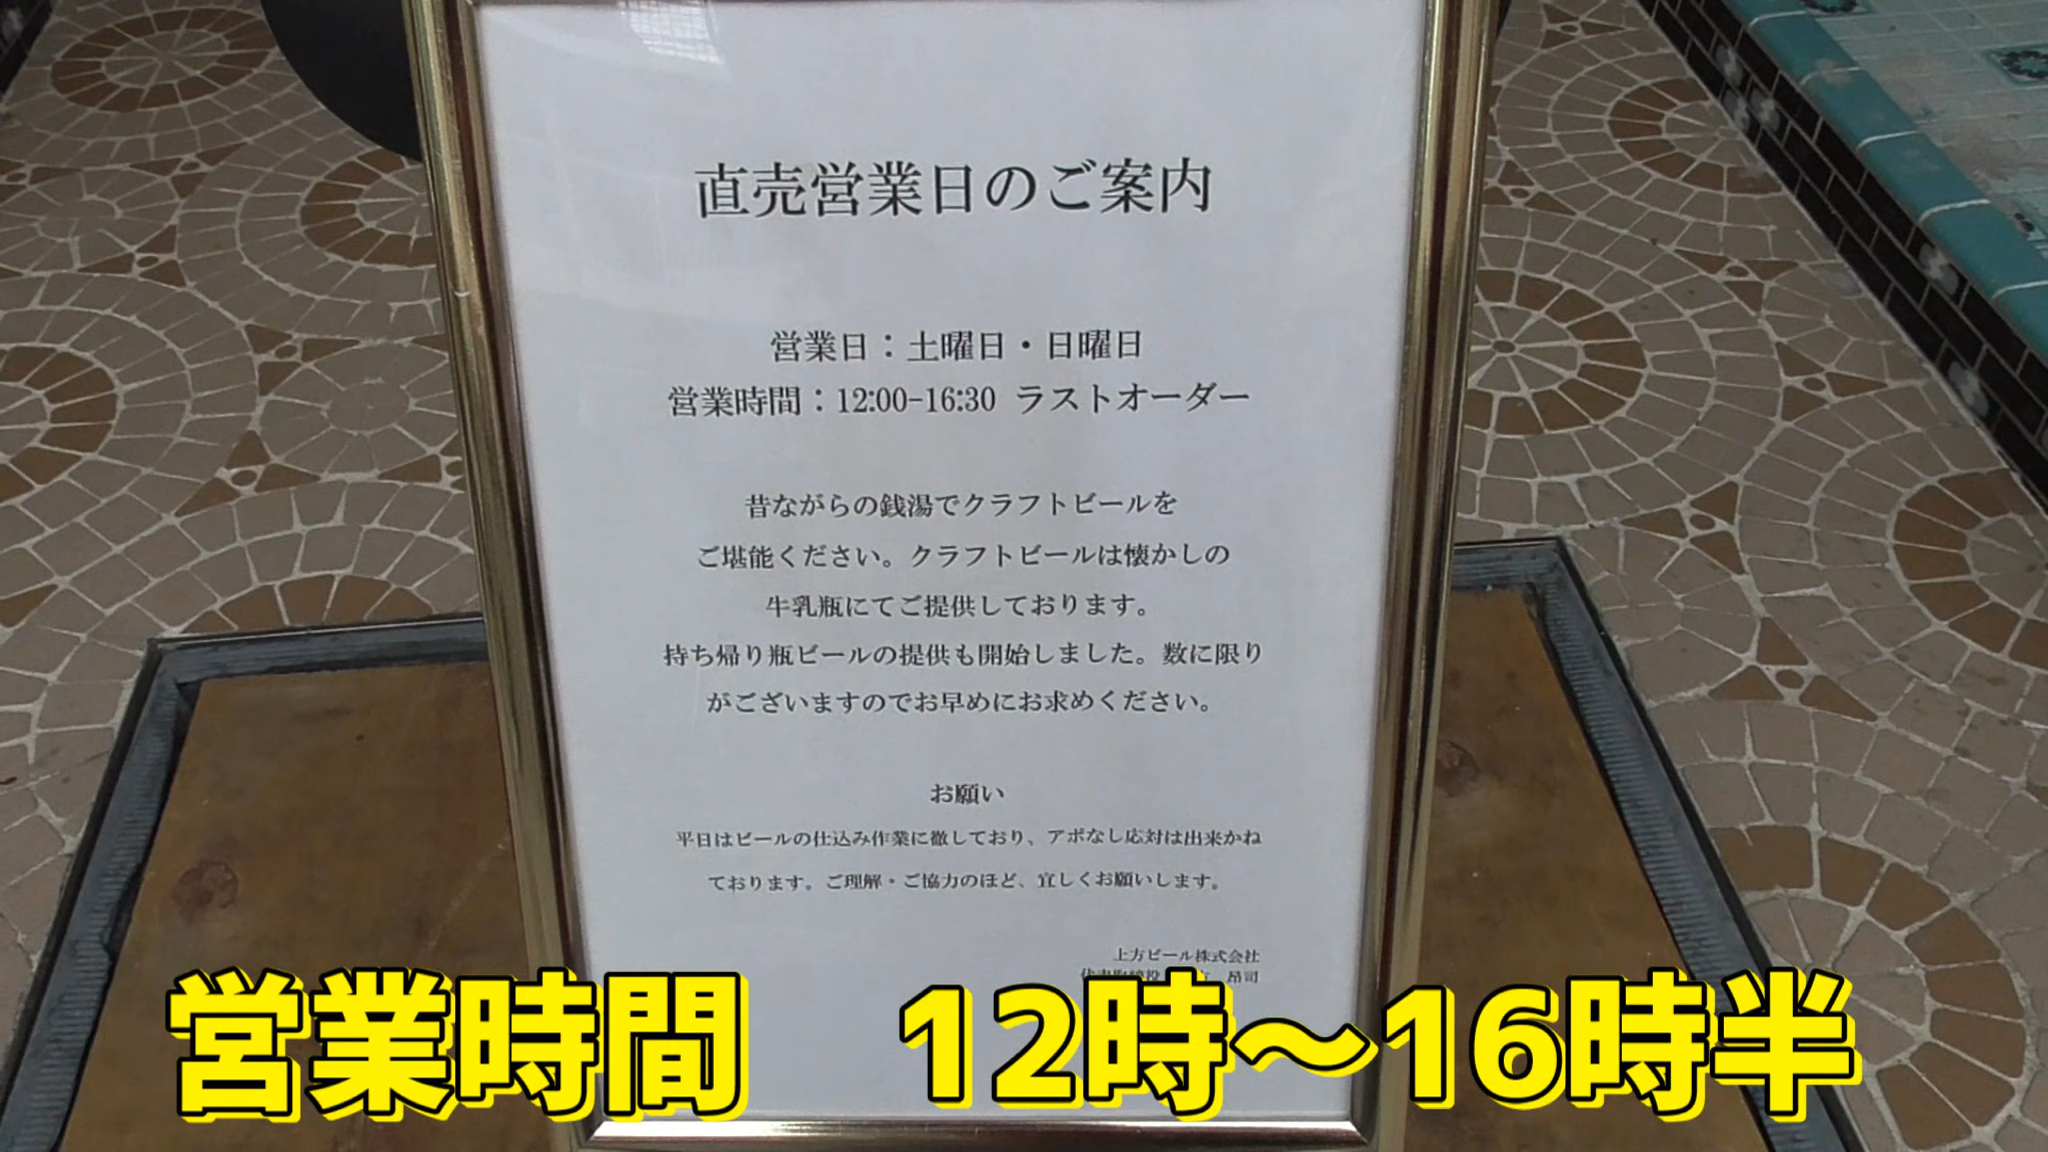 直売営業日のご案内
営業日：土曜日・日曜日
営業時間：12:00-16:30 ラストオーダー
昔ながらの銭湯でクラフトビールを
ご堪能ください。クラフトビールは懐かしの
牛乳瓶にてご提供しております。
持ち帰り瓶ビールの提供も開始しました。数に限り
がございますのでお早めにお求めください。
お願い
平日はビールの仕込み作業に徹しており、アポなし応対は出来かね
ております。ご理解・ご協力のほど、宜しくお願いします。
上方ビール株式会社
昂司
営業時間 12時～16時半